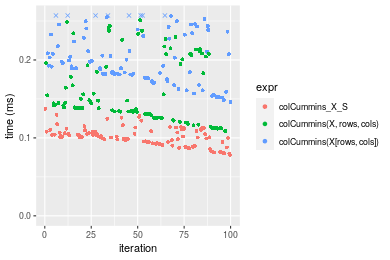 0.2
0.1
0.0
time (ms)
0
25
50
75
100
iteration
expr
colCummins_X_S
colCummins(X, rows, cols)
colCummins(X[rows, cols])